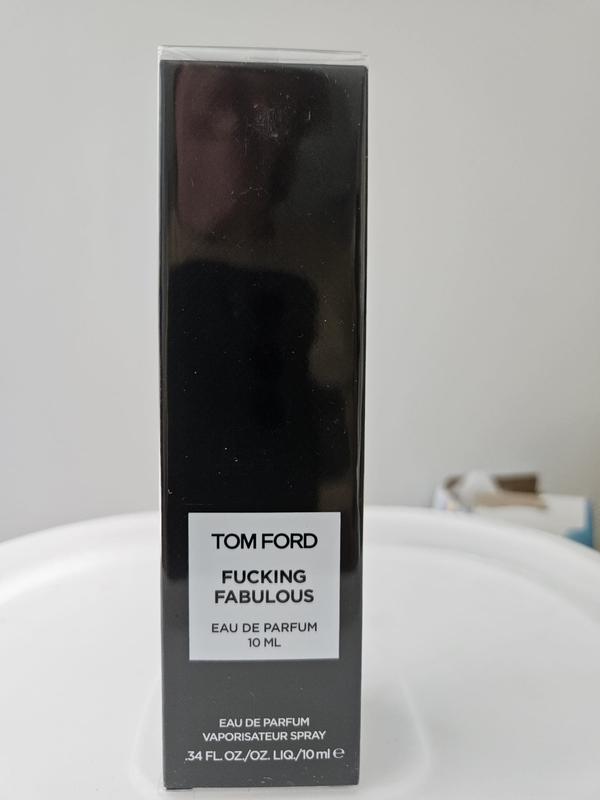 TOM FORD
FUCKING
FABULOUS
EAU DE PARFUM
10 ML
EAU DE PARFUM
VAPORISATEUR SPRAY
.34 FL. OZ./OZ. LIQ./10 ml ℮